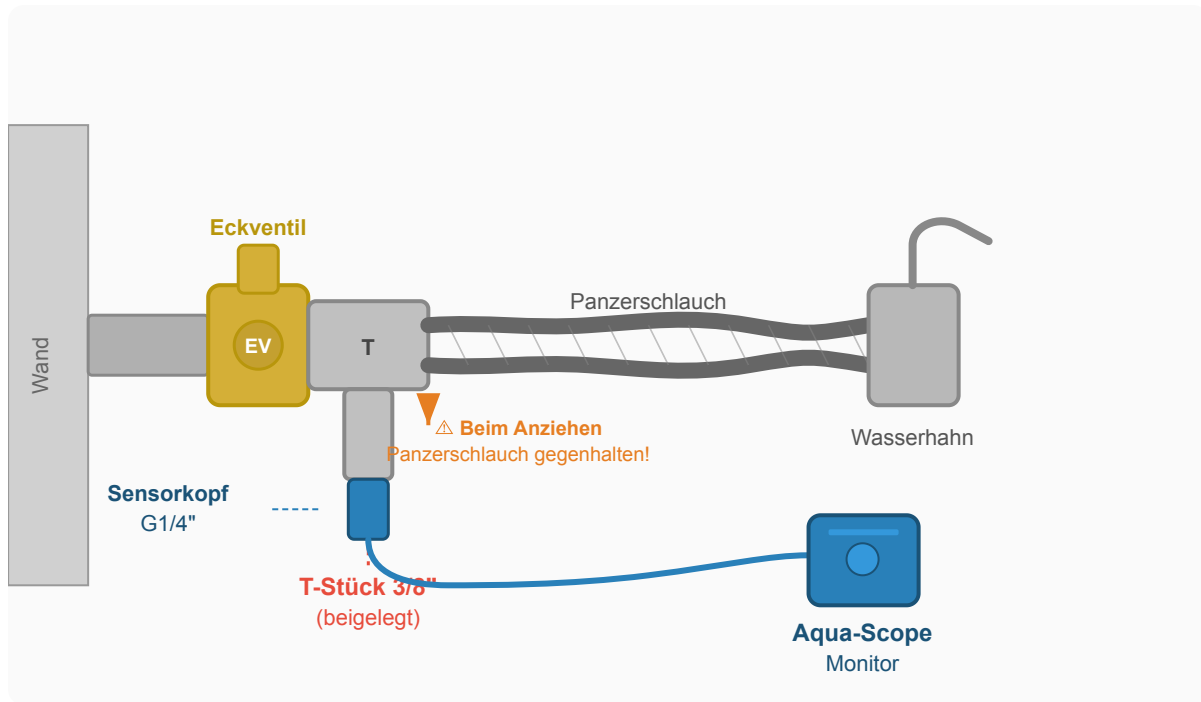 Eckventil
Wand
EV
T
Panzerschlauch
⚠ Beim Anziehen
Panzerschlauch gegenhalten!
Wasserhahn
Sensorkopf
G1/4"
T-Stück 3/8"
(beigelegt)
Aqua-Scope
Monitor